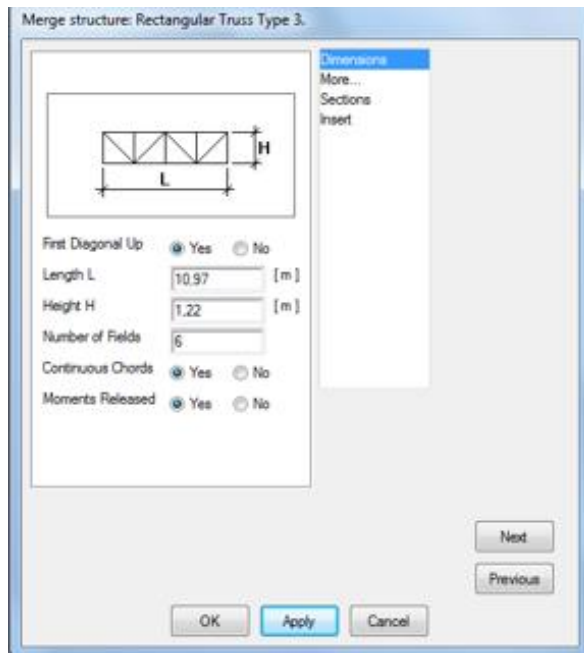 Merge structure: Rectangular Truss Type 3.
Dimensions
More...
Sections
Insert
H
L
First Diagonal Up Yes No
Length L 10,97 [m]
Height H 1,22 [m]
Number of Fields 6
Continuous Chords Yes No
Moments Released Yes No
Next
Previous
OK Apply Cancel